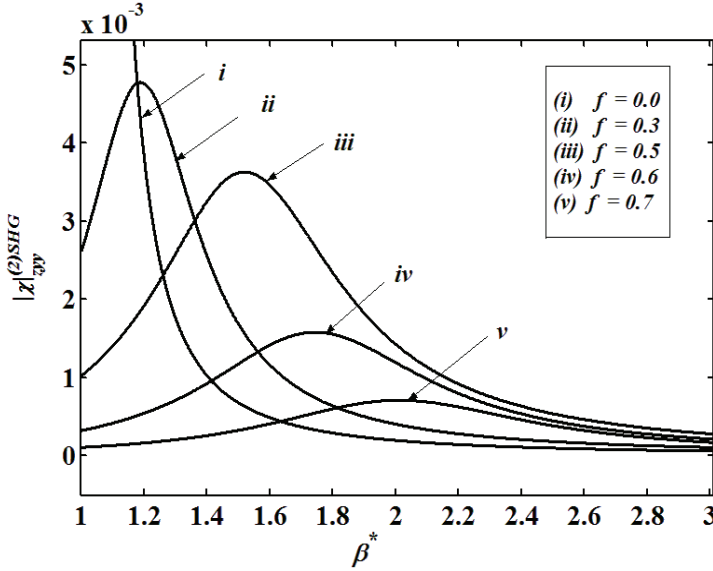 x 10⁻³
5
4
3
2
1
0
|χ|⁽²⁾ˢᴴᴳ_zyy
i
ii
iii
iv
v
(i) f = 0.0
(ii) f = 0.3
(iii) f = 0.5
(iv) f = 0.6
(v) f = 0.7
1 1.2 1.4 1.6 1.8 2 2.2 2.4 2.6 2.8 3
β*